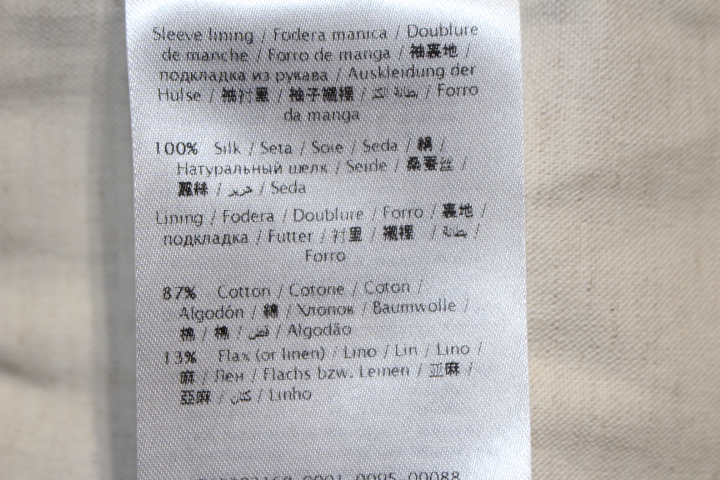 Sleeve lining / Fodera manica / Doublure
de manche / Forro de manga / 袖裏地 /
подкладка из рукава / Auskleidung der
Hülse / 袖衬里 / 袖子襯裡 / بطانة الكم / Forro
da manga
100% Silk / Seta / Soie / Seda / 絹 /
Натуральный шелк / Seide / 桑蚕丝 /
蠶絲 / حرير / Seda
Lining / Fodera / Doublure / Forro / 裏地 /
подкладка / Futter / 衬里 / 襯裡 / بطانة /
Forro
87% Cotton / Cotone / Coton /
Algodón / 綿 / Хлопок / Baumwolle /
棉 / 棉 / قطن / Algodão
13% Flax (or linen) / Lino / Lin / Lino /
麻 / Лен / Flachs bzw. Leinen / 亚麻 /
亞麻 / كتان / Linho
0001 0095 00088